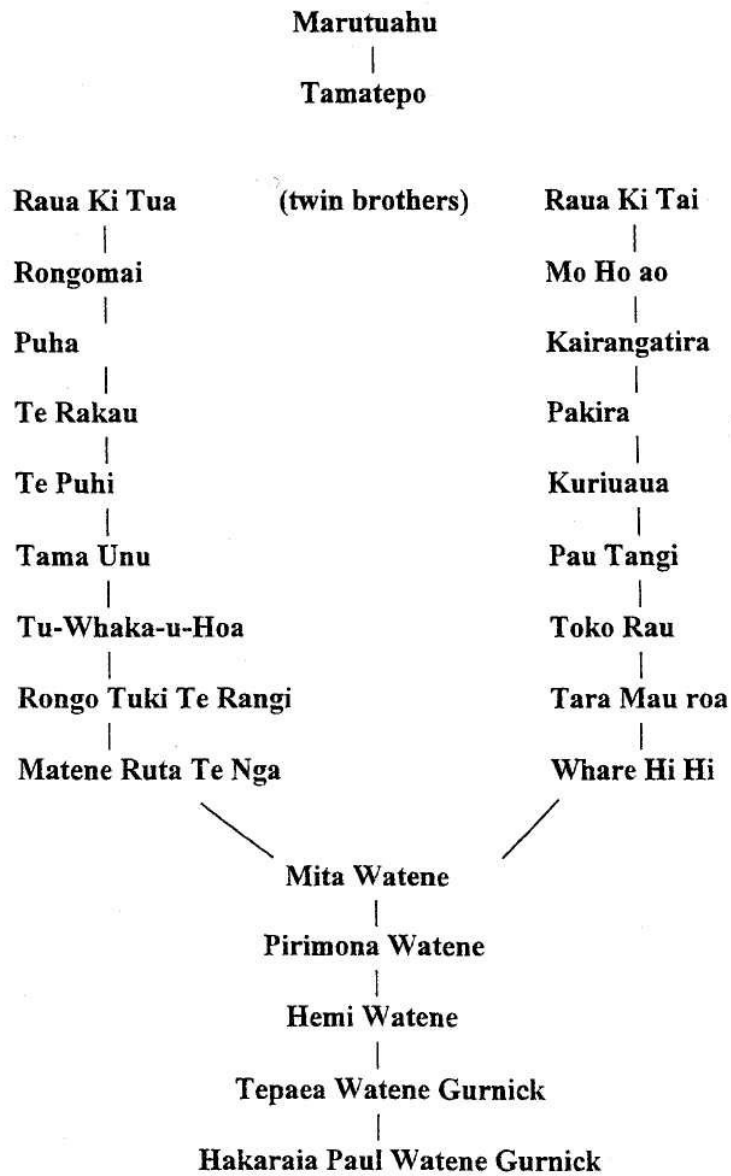 Marutuahu
Tamatepo
Raua Ki Tua (twin brothers) Raua Ki Tai
Rongomai Mo Ho ao
Puha Kairangatira
Te Rakau Pakira
Te Puhi Kuriuaua
Tama Unu Pau Tangi
Tu-Whaka-u-Hoa Toko Rau
Rongo Tuki Te Rangi Tara Mau roa
Matene Ruta Te Nga Whare Hi Hi
Mita Watene
Pirimona Watene
Hemi Watene
Tepaea Watene Gurnick
Hakaraia Paul Watene Gurnick